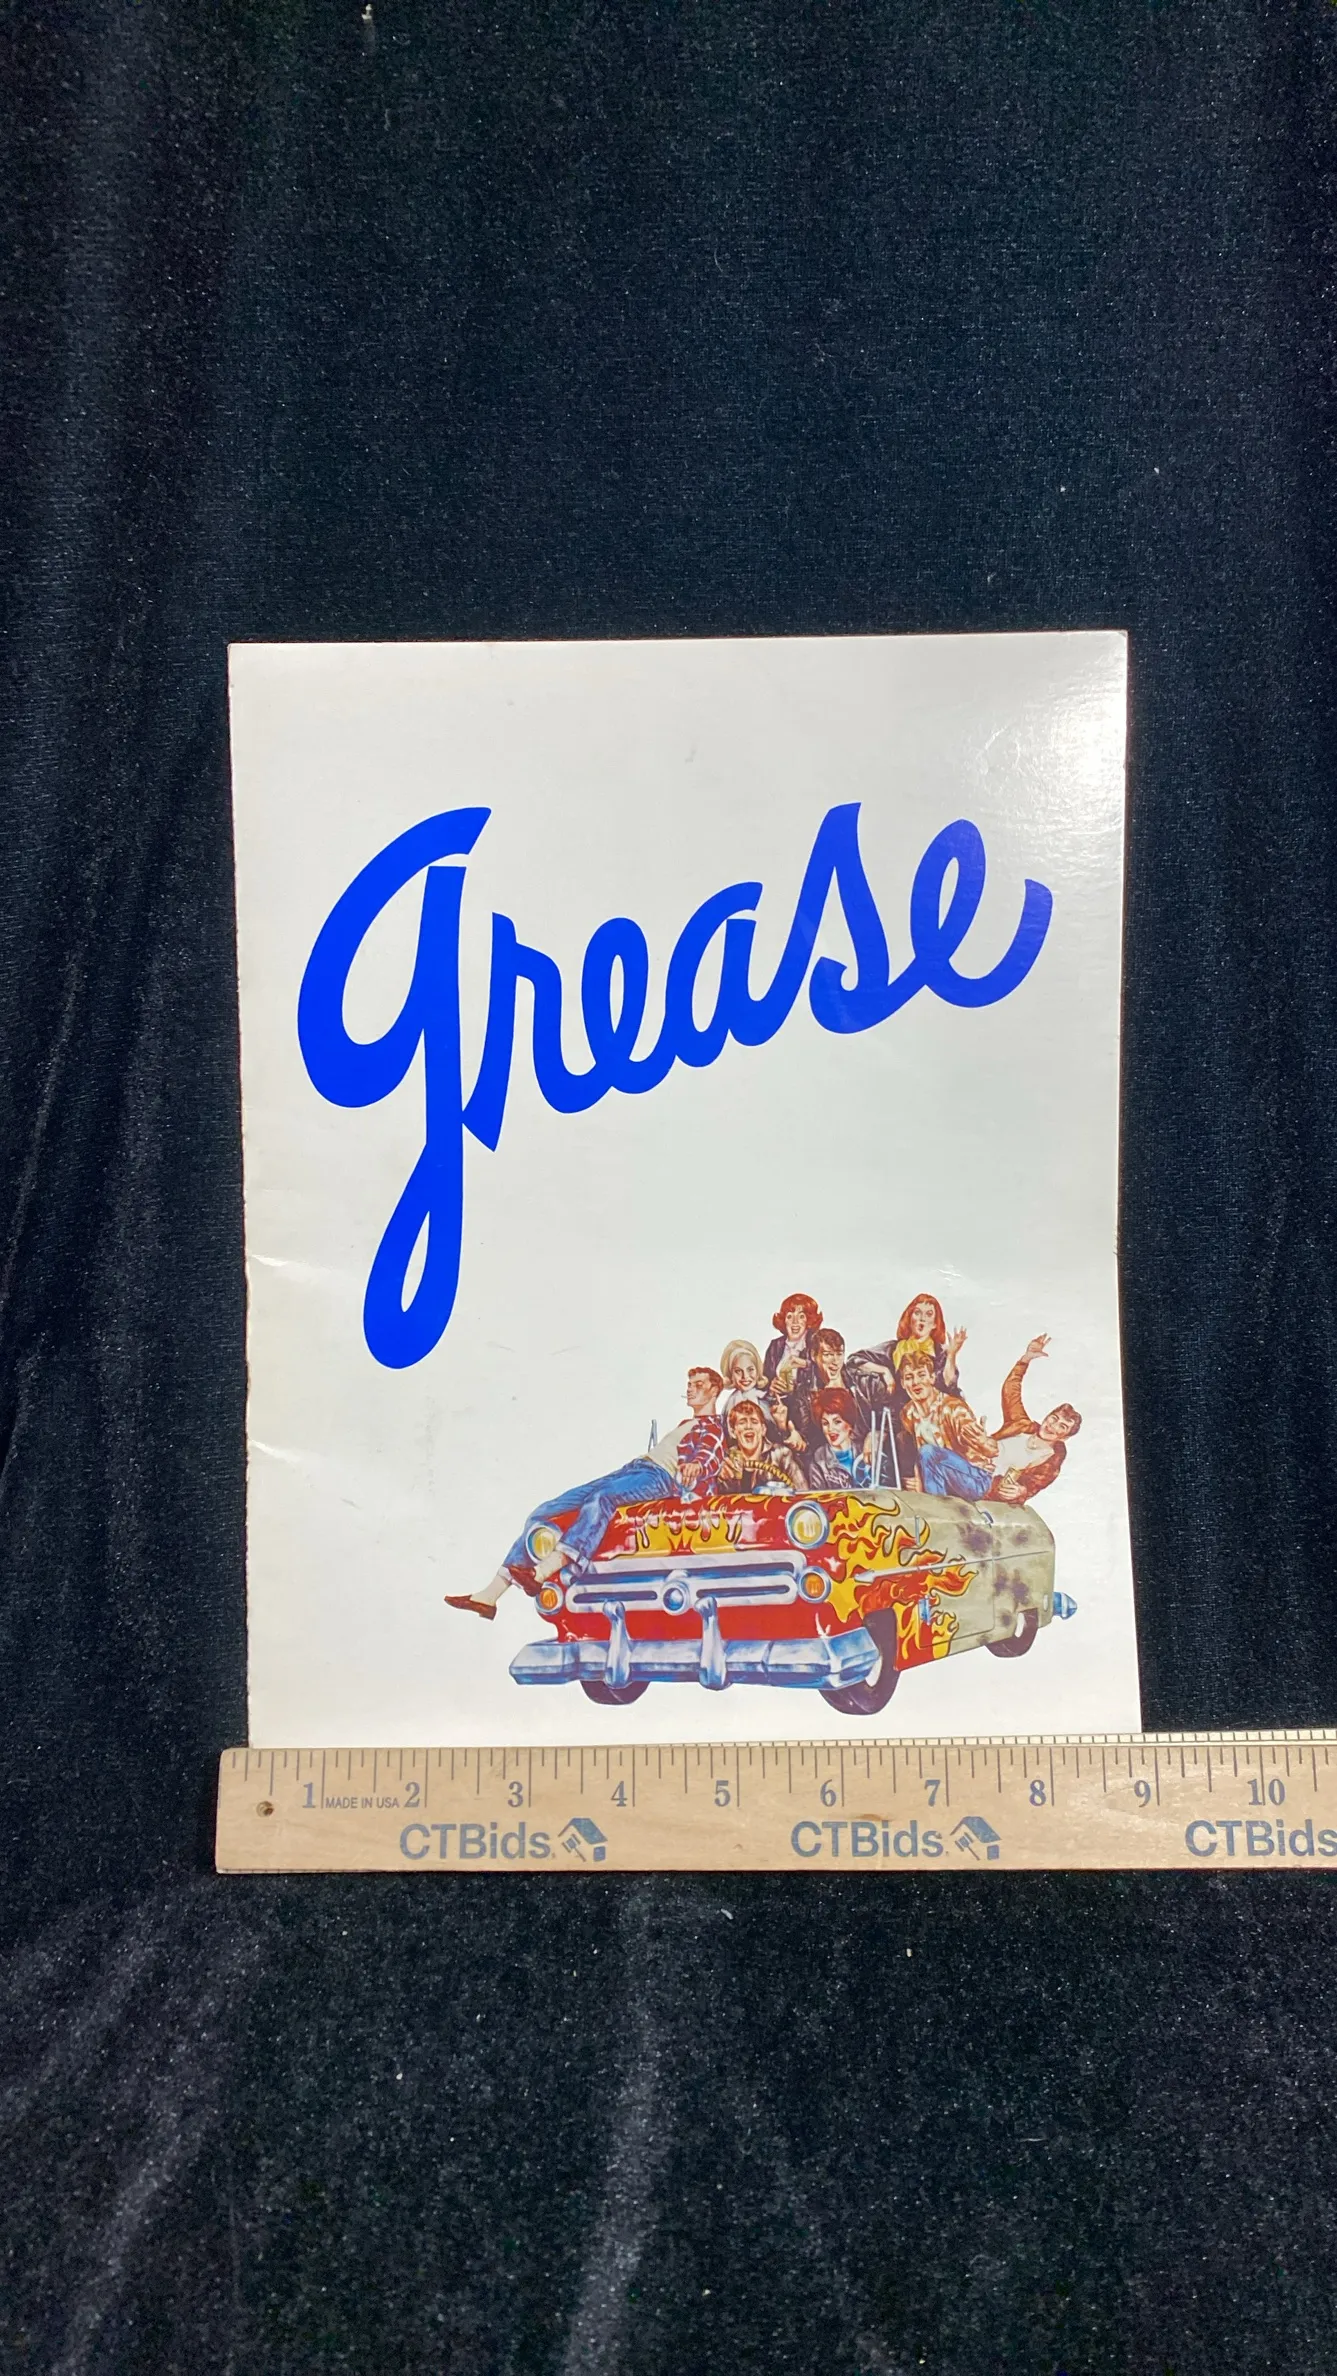 grease
1 MADE IN USA 2 3 4 5 6 7 8 9 10
CTBids. CTBids. CTBids